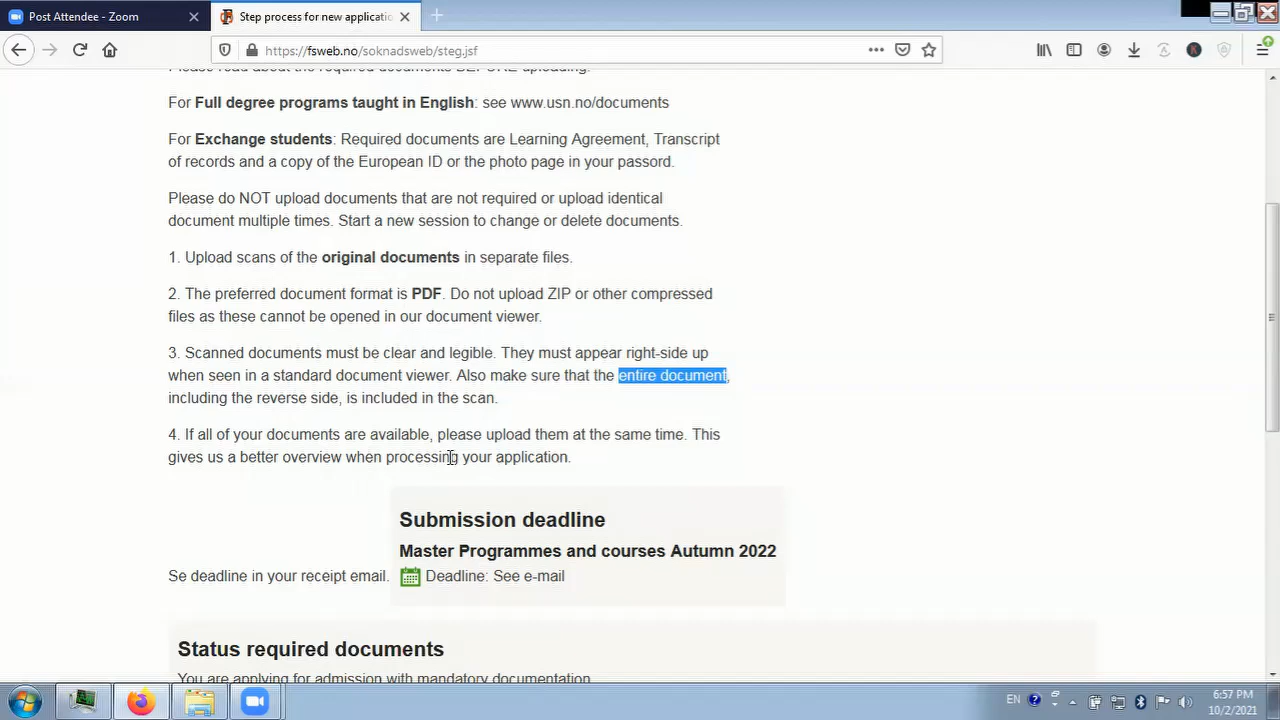 Post Attendee - Zoom
Step process for new applicatio
https://fsweb.no/soknadsweb/steg.jsf
Please read about the required documents BEFORE uploading.
For Full degree programs taught in English: see www.usn.no/documents
For Exchange students: Required documents are Learning Agreement, Transcript
of records and a copy of the European ID or the photo page in your passord.
Please do NOT upload documents that are not required or upload identical
document multiple times. Start a new session to change or delete documents.
1. Upload scans of the original documents in separate files.
2. The preferred document format is PDF. Do not upload ZIP or other compressed
files as these cannot be opened in our document viewer.
3. Scanned documents must be clear and legible. They must appear right-side up
when seen in a standard document viewer. Also make sure that the entire document,
including the reverse side, is included in the scan.
4. If all of your documents are available, please upload them at the same time. This
gives us a better overview when processing your application.
Submission deadline
Master Programmes and courses Autumn 2022
Se deadline in your receipt email. Deadline: See e-mail
Status required documents
You are applying for admission with mandatory documentation
EN
6:57 PM
10/2/2021